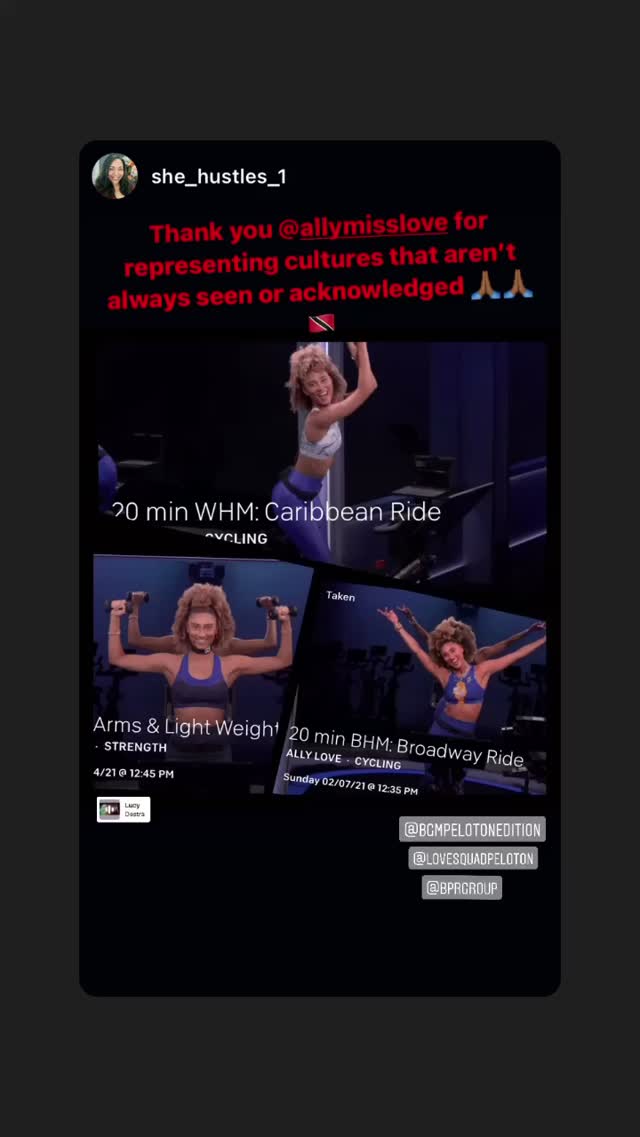 she_hustles_1
Thank you @allymisslove for
representing cultures that aren't
always seen or acknowledged 🙏🏾🙏🏾
🇹🇹
20 min WHM: Caribbean Ride
CYCLING
Arms & Light Weight
· STRENGTH
4/21 @ 12:45 PM
Taken
20 min BHM: Broadway Ride
ALLY LOVE · CYCLING
Sunday 02/07/21 @ 12:35 PM
Lucy
Destra
@BGMPELOTONEDITION
@LOVESQUADPELOTON
@BPRGROUP